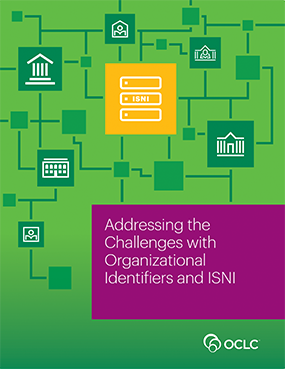 ISNI
Addressing the
Challenges with
Organizational
Identifiers and ISNI
OCLC